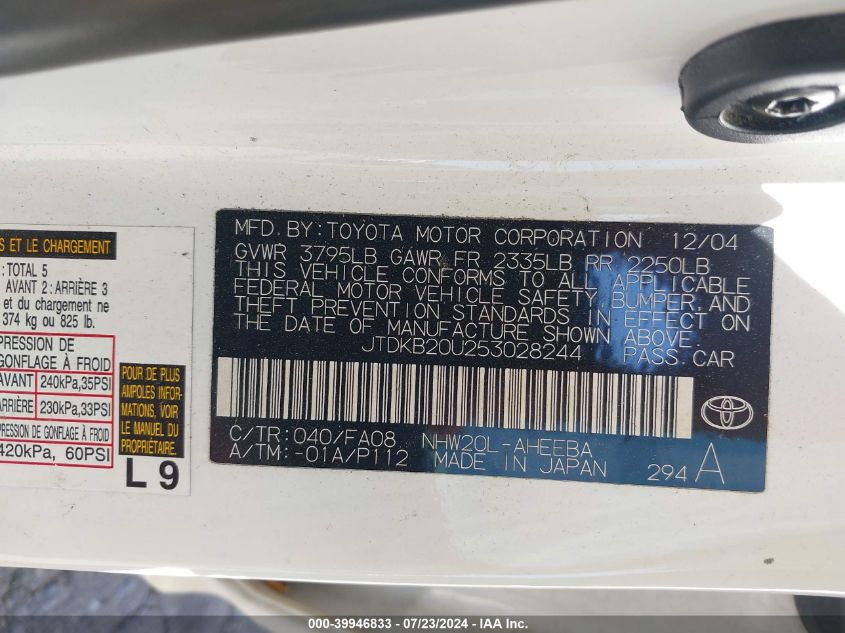 S ET LE CHARGEMENT
: TOTAL 5
AVANT 2 : ARRIÈRE 3
et du chargement ne
374 kg ou 825 lb.
PRESSION DE
GONFLAGE À FROID
AVANT 240kPa,35PSI
ARRIÈRE 230kPa,33PSI
PRESSION DE GONFLAGE À FROID
420kPa, 60PSI
POUR DE PLUS
AMPLES INFOR-
MATIONS, VOIR
LE MANUEL
DU
PROPRIÉTAIRE.
L 9
MFD. BY: TOYOTA MOTOR CORPORATION 12/04
GVWR 3795LB GAWR FR 2335LB RR 2250LB
THIS VEHICLE CONFORMS TO ALL APPLICABLE
FEDERAL MOTOR VEHICLE SAFETY, BUMPER, AND
THEFT PREVENTION STANDARDS IN EFFECT ON
THE DATE OF MANUFACTURE SHOWN ABOVE.
JTDKB20U253028244 PASS. CAR
C/TR: 040/FA08 NHW20L-AHEEBA
A/TM: -01A/P112 MADE IN JAPAN 294 A
000-39946833 - 07/23/2024 - IAA Inc.